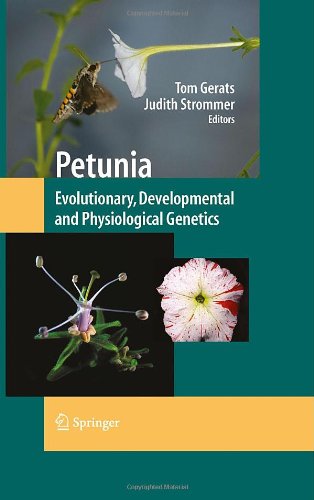 Tom Gerats
Judith Strommer
Editors
Petunia
Evolutionary, Developmental
and Physiological Genetics
Springer